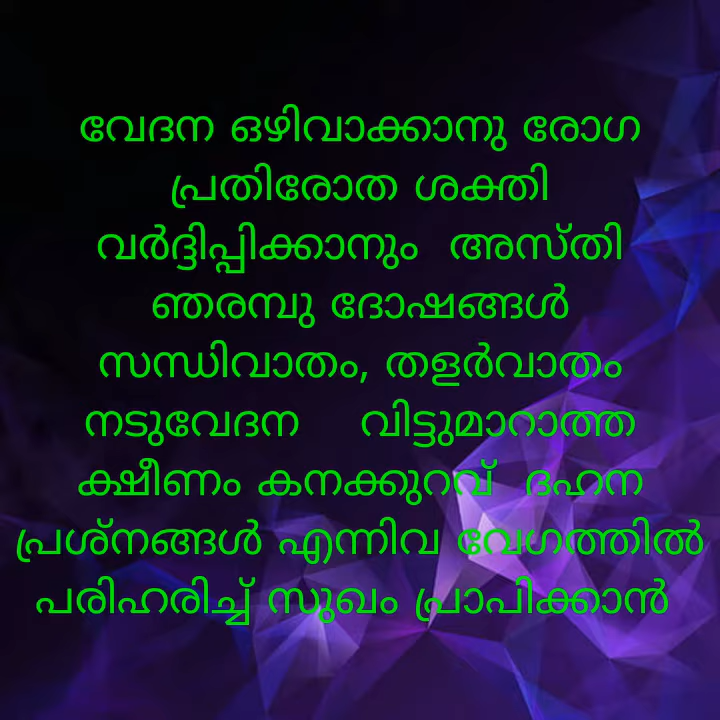 വേദന ഒഴിവാക്കാനു രോഗ
പ്രതിരോത ശക്തി
വർദ്ദിപ്പിക്കാനും അസ്തി
ഞരമ്പു ദോഷങ്ങൾ
സന്ധിവാതം, തളർവാതം
നടുവേദന വിട്ടുമാറാത്ത
ക്ഷീണം കനക്കുറവ് ദഹന
പ്രശ്നങ്ങൾ എന്നിവ വേഗത്തിൽ
പരിഹരിച്ച് സുഖം പ്രാപിക്കാൻ